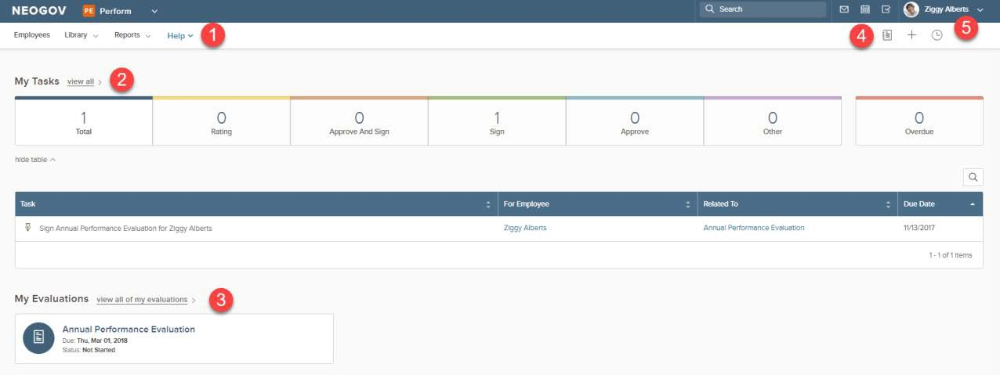 NEOGOV PE Perform Search Ziggy Alberts
5
Employees Library Reports Help 1 4
My Tasks view all > 2
1 0 0 1 0 0 0
Total Rating Approve And Sign Sign Approve Other Overdue
hide table
Task For Employee Related To Due Date
Sign Annual Performance Evaluation for Ziggy Alberts Ziggy Alberts Annual Performance Evaluation 11/13/2017
1 - 1 of 1 Items
My Evaluations view all of my evaluations > 3
Annual Performance Evaluation
Due: Thu, Mar 01, 2018
Status: Not Started